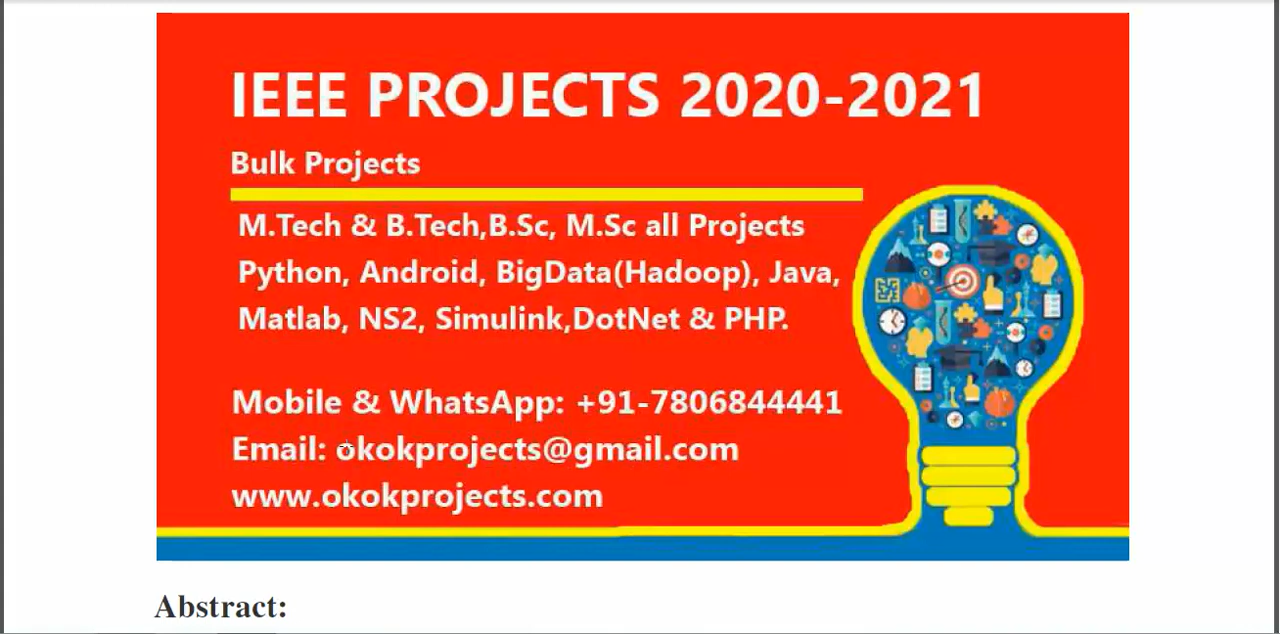 IEEE PROJECTS 2020-2021
Bulk Projects
M.Tech & B.Tech,B.Sc, M.Sc all Projects
Python, Android, BigData(Hadoop), Java,
Matlab, NS2, Simulink,DotNet & PHP.
Mobile & WhatsApp: +91-7806844441
Email: okokprojects@gmail.com
www.okokprojects.com
Abstract: